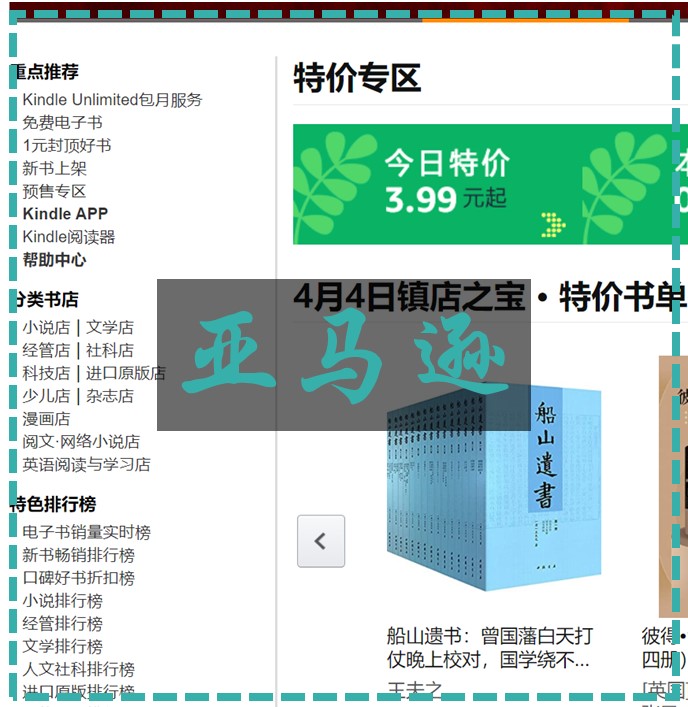 重点推荐
Kindle Unlimited包月服务
免费电子书
1元封顶好书
新书上架
预售专区
Kindle APP
Kindle阅读器
帮助中心
分类书店
小说店 | 文学店
经管店 | 社科店
科技店 | 进口原版店
少儿店 | 杂志店
漫画店
阅文·网络小说店
英语阅读与学习店
特色排行榜
电子书销量实时榜
新书畅销排行榜
口碑好书折扣榜
小说排行榜
经管排行榜
文学排行榜
人文社科排行榜
进口原版排行榜
特价专区
今日特价
3.99 元起
4月4日镇店之宝·特价书单
亚马逊
船山遺書
船山遗书：曾国藩白天打
仗晚上校对，国学绕不...
王夫之
彼得·
四册)
[英国]